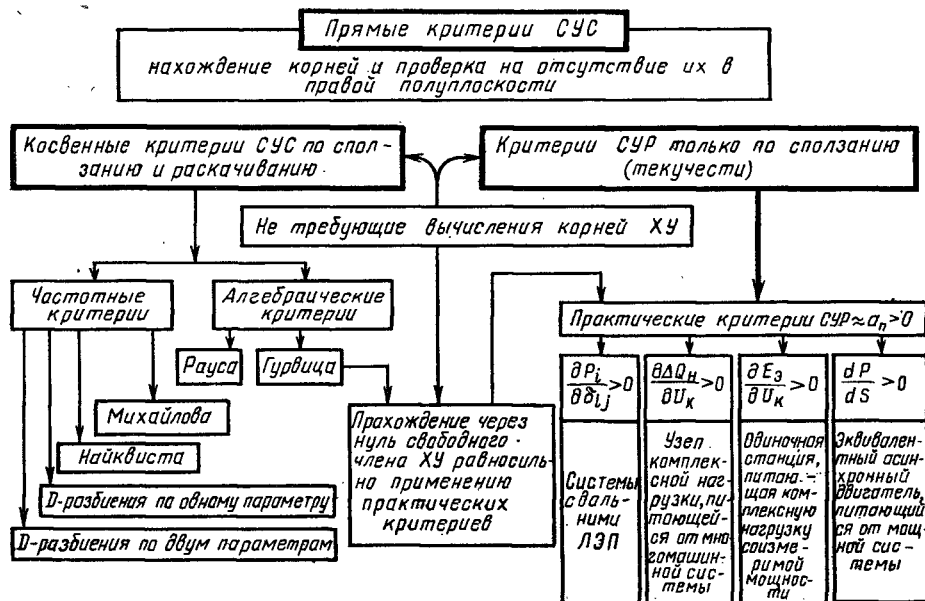 Прямые критерии СУС
нахождение корней и проверка на отсутствие их в
правой полуплоскости
Косвенные критерии СУС по спол-
занию и раскачиванию.
Критерии СУР только по сползанию
(текучести)
Не требующие вычисления корней ХУ
Частотные
критерии
Алгебраические
критерии
Рауса
Гурвица
Михайлова
Найквиста
D-разбиения по одному параметру
D-разбиения по двум параметрам
Прахождение через
нуль свободного
члена ХУ равносиль-
но применению
практических
критериев
Практические критерии СУР≈aₙ>0
∂Pᵢ/∂δᵢⱼ>0
Системы
с даль-
ними
ЛЭП
∂ΔQн/∂Uк>0
Узел
комплек-
сной наг-
рузки, пи-
тающей-
ся от мно
гомашин-
ной сис-
темы
∂Eэ/∂Uк>0
Одиночная
станция,
питаю-
щая ком-
плексную
нагрузку
соизме-
римой
мощнос-
ти
dP/dS>0
Эквивален-
тный асин-
хронный
двигатель,
питающий
ся от мощ-
ной сис-
темы